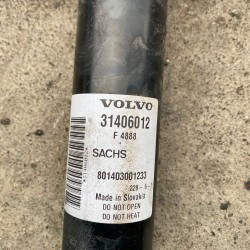 VOLVO
31406012
F 4888
SACHS
801403001233
Made in Slovakia
DO NOT OPEN
DO NOT HEAT